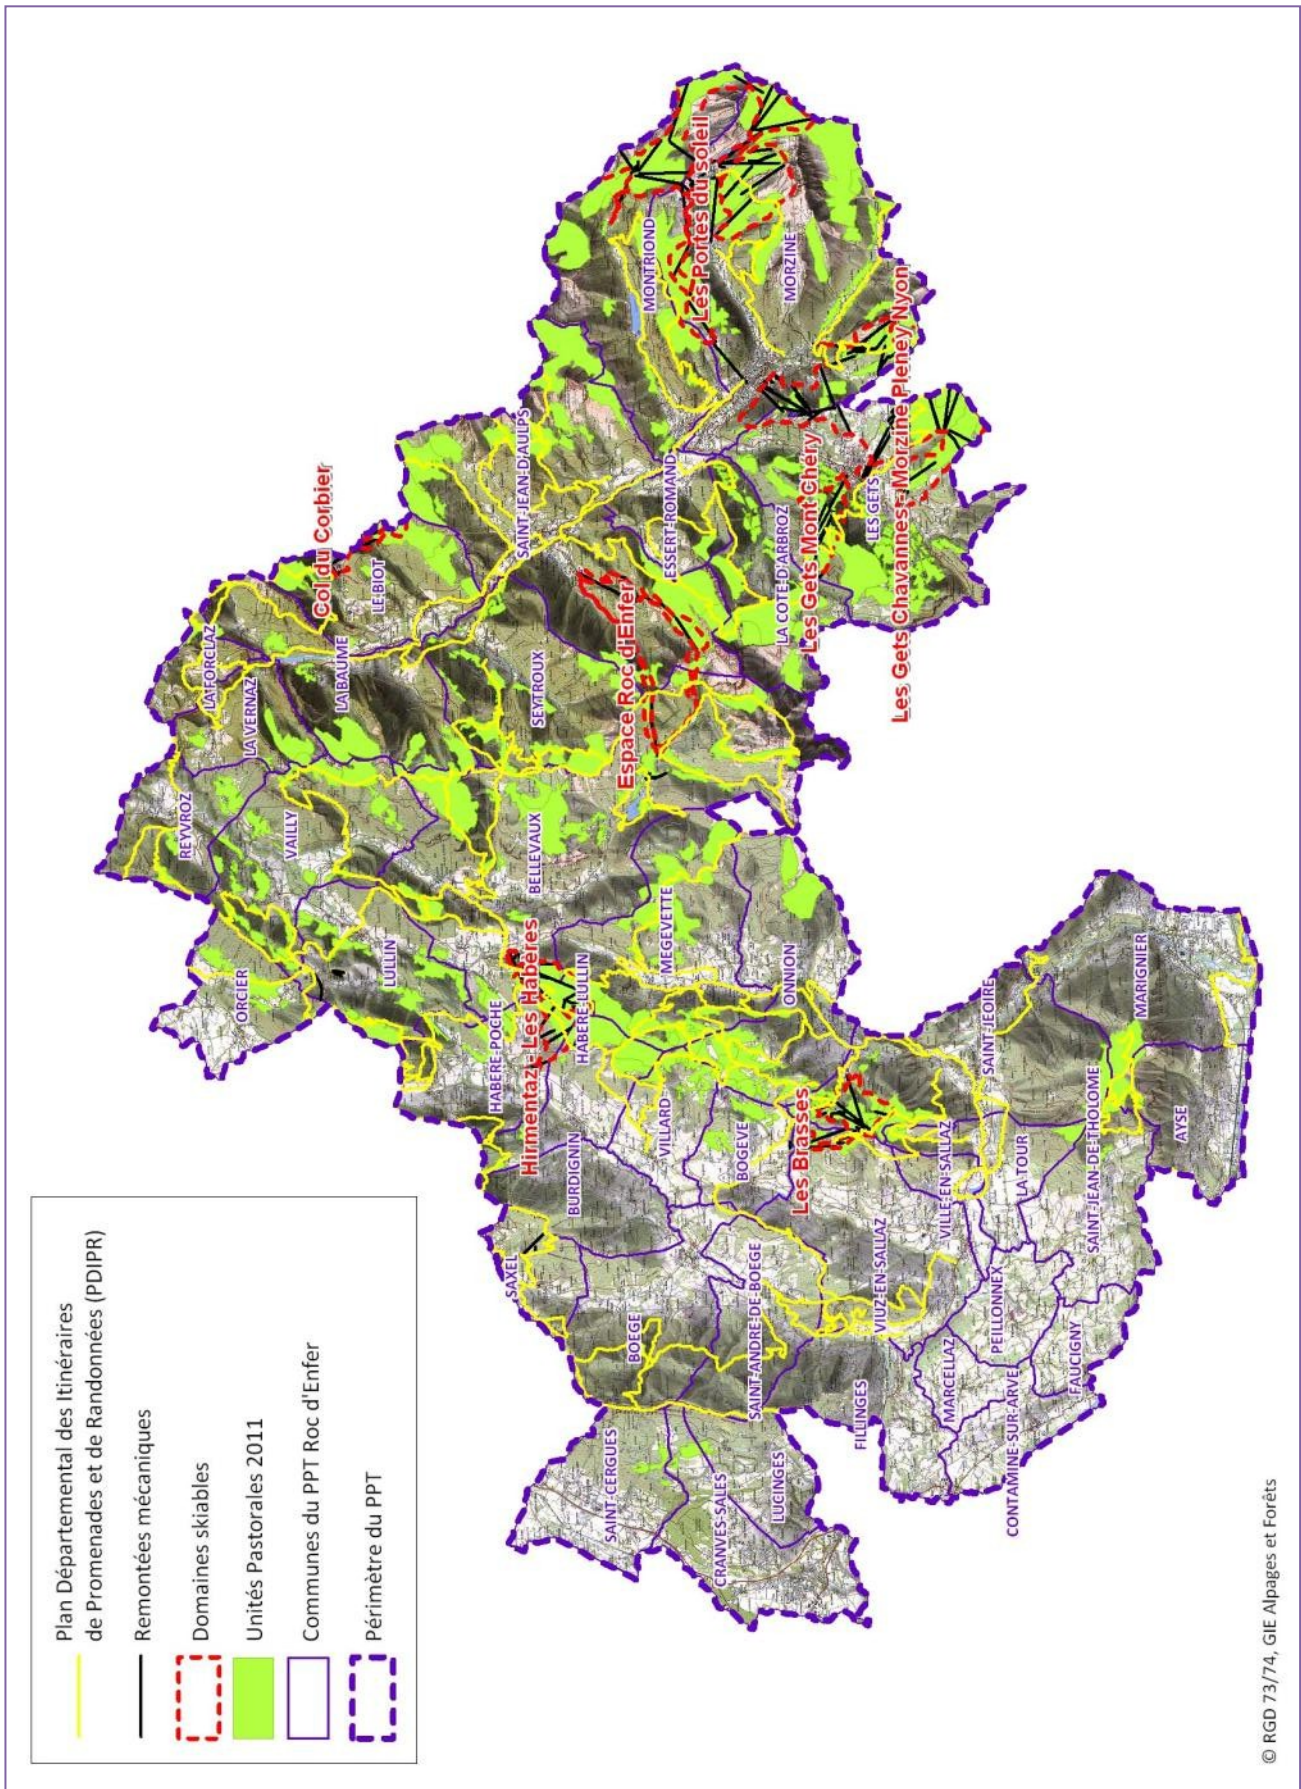 Plan Départemental des Itinéraires
de Promenades et de Randonnées (PDIPR)
Remontées mécaniques
Domaines skiables
Unités Pastorales 2011
Communes du PPT Roc d'Enfer
Périmètre du PPT
REYVROZ
LA FORCLAZ
LA VERNAZ
Col du Corbier
ORCIER
VAILLY
LA BAUME
LE BIOT
LULLIN
SAINT-JEAN-D'AULPS
SEYTROUX
BELLEVAUX
HABERE-POCHE
Hirmentaz - Les Habères
HABERE-LULLIN
Espace Roc d'Enfer
ESSERT-ROMAND
MONTRIOND
Les Portes du soleil
MORZINE
SAXEL
BURDIGNIN
MEGEVETTE
VILLARD
BOEGE
BOGEVE
ONNION
LA COTE-D'ARBROZ
Les Gets Mont Chéry
LES GETS
Les Gets Chavannes - Morzine Pleney Nyon
SAINT-CERGUES
CRANVES-SALES
LUCINGES
SAINT-ANDRE-DE-BOEGE
Les Brasses
FILLINGES
VIUZ-EN-SALLAZ
VILLE-EN-SALLAZ
SAINT-JEOIRE
MARCELLAZ
PEILLONNEX
LA TOUR
CONTAMINE-SUR-ARVE
FAUCIGNY
SAINT-JEAN-DE-THOLOME
MARIGNIER
AYSE
© RGD 73/74, GIE Alpages et Forêts